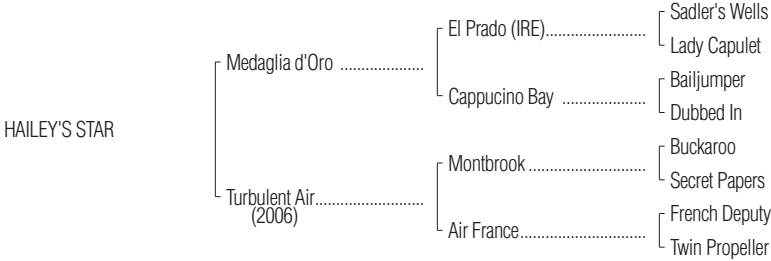 Sadler's Wells
El Prado (IRE)........................
Lady Capulet
Medaglia d'Oro ....................
Bailjumper
Cappucino Bay ....................
Dubbed In
HAILEY'S STAR
Buckaroo
Montbrook............................
Secret Papers
Turbulent Air..........................
(2006)
French Deputy
Air France..............................
Twin Propeller